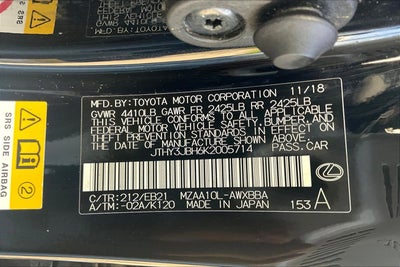 MFD. BY: TOYOTA MOTOR CORPORATION 11/18
GVWR 4410LB GAWR FR 2425LB RR 2425LB
THIS VEHICLE CONFORMS TO ALL APPLICABLE
FEDERAL MOTOR VEHICLE SAFETY, BUMPER, AND
THEFT PREVENTION STANDARDS IN EFFECT ON
THE DATE OF MANUFACTURE SHOWN ABOVE.
JTHY3JBH6K2005714 PASS.CAR
C/TR:212/EB21 MZAA10L-AWXBBA
A/TM:-02A/K120 MADE IN JAPAN 153 A
SRS SIDE AIRBAG
2